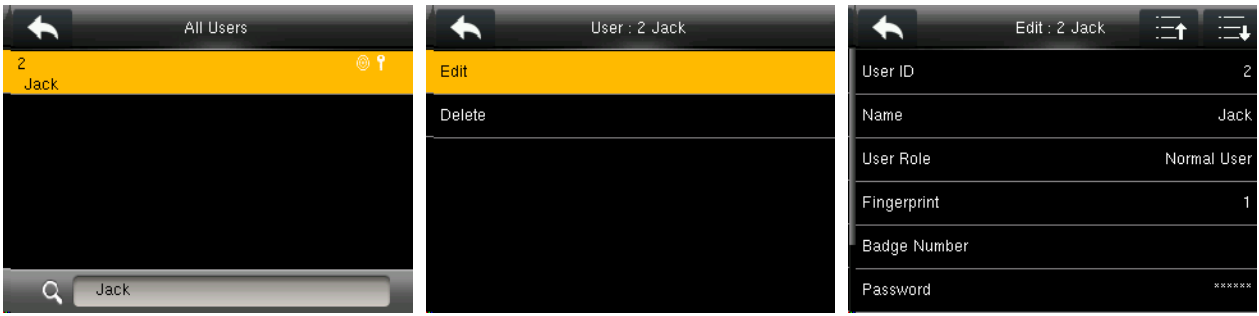 All Users
2
Jack
Jack
User : 2 Jack
Edit
Delete
Edit : 2 Jack
User ID 2
Name Jack
User Role Normal User
Fingerprint 1
Badge Number
Password ******